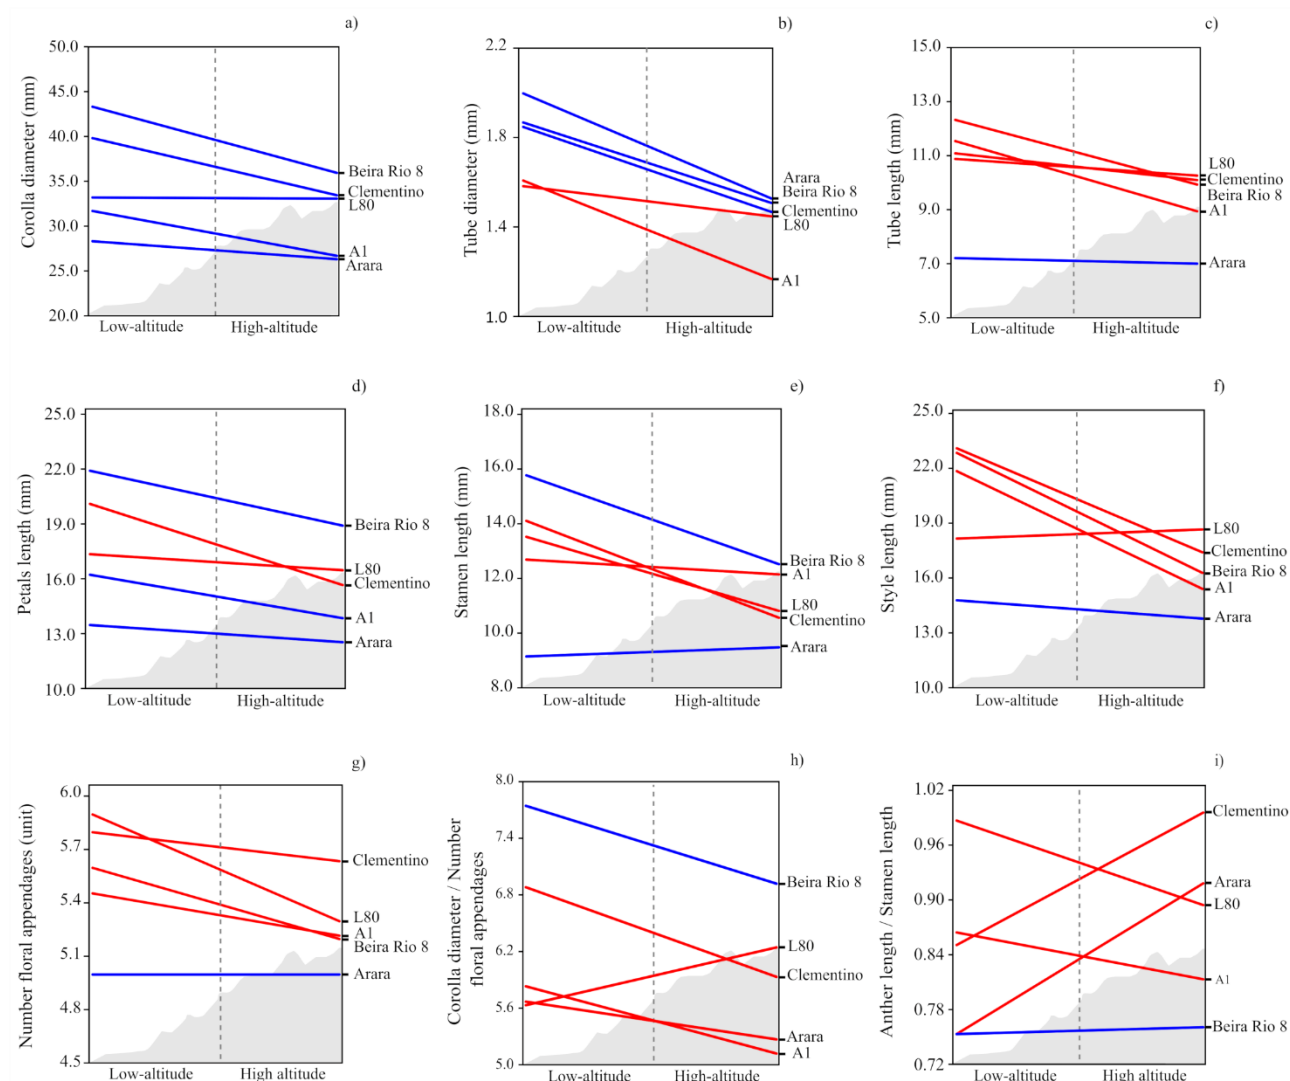 a)
Corolla diameter (mm)
50.0
45.0
40.0
35.0
30.0
25.0
20.0
Beira Rio 8
Clementino
L80
A1
Arara
Low-altitude
High-altitude
b)
Tube diameter (mm)
2.2
1.8
1.4
1.0
Arara
Beira Rio 8
Clementino
L80
A1
Low-altitude
High-altitude
c)
Tube length (mm)
15.0
13.0
11.0
9.0
7.0
5.0
L80
Clementino
Beira Rio 8
A1
Arara
Low-altitude
High-altitude
d)
Petals length (mm)
25.0
22.0
19.0
16.0
13.0
10.0
Beira Rio 8
L80
Clementino
A1
Arara
Low-altitude
High-altitude
e)
Stamen length (mm)
18.0
16.0
14.0
12.0
10.0
8.0
Beira Rio 8
A1
L80
Clementino
Arara
Low-altitude
High-altitude
f)
Style length (mm)
25.0
22.0
19.0
16.0
13.0
10.0
L80
Clementino
Beira Rio 8
A1
Arara
Low-altitude
High-altitude
g)
Number floral appendages (unit)
6.0
5.7
5.4
5.1
4.8
4.5
Clementino
L80
A1
Beira Rio 8
Arara
Low-altitude
High altitude
h)
Corolla diameter / Number
floral appendages
8.0
7.4
6.8
6.2
5.6
5.0
Beira Rio 8
L80
Clementino
Arara
A1
Low-altitude
High-altitude
i)
Anther length / Stamen length
1.02
0.96
0.90
0.84
0.78
0.72
Clementino
Arara
L80
A1
Beira Rio 8
Low-altitude
High-altitude